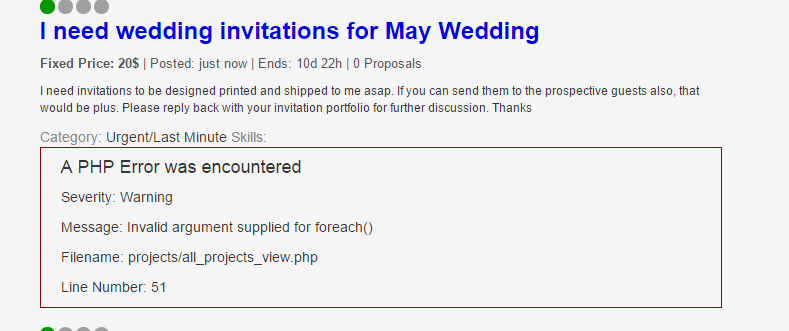 I need wedding invitations for May Wedding
Fixed Price: 20$ | Posted: just now | Ends: 10d 22h | 0 Proposals
I need invitations to be designed printed and shipped to me asap. If you can send them to the prospective guests also, that
would be plus. Please reply back with your invitation portfolio for further discussion. Thanks
Category: Urgent/Last Minute Skills:
A PHP Error was encountered
Severity: Warning
Message: Invalid argument supplied for foreach()
Filename: projects/all_projects_view.php
Line Number: 51